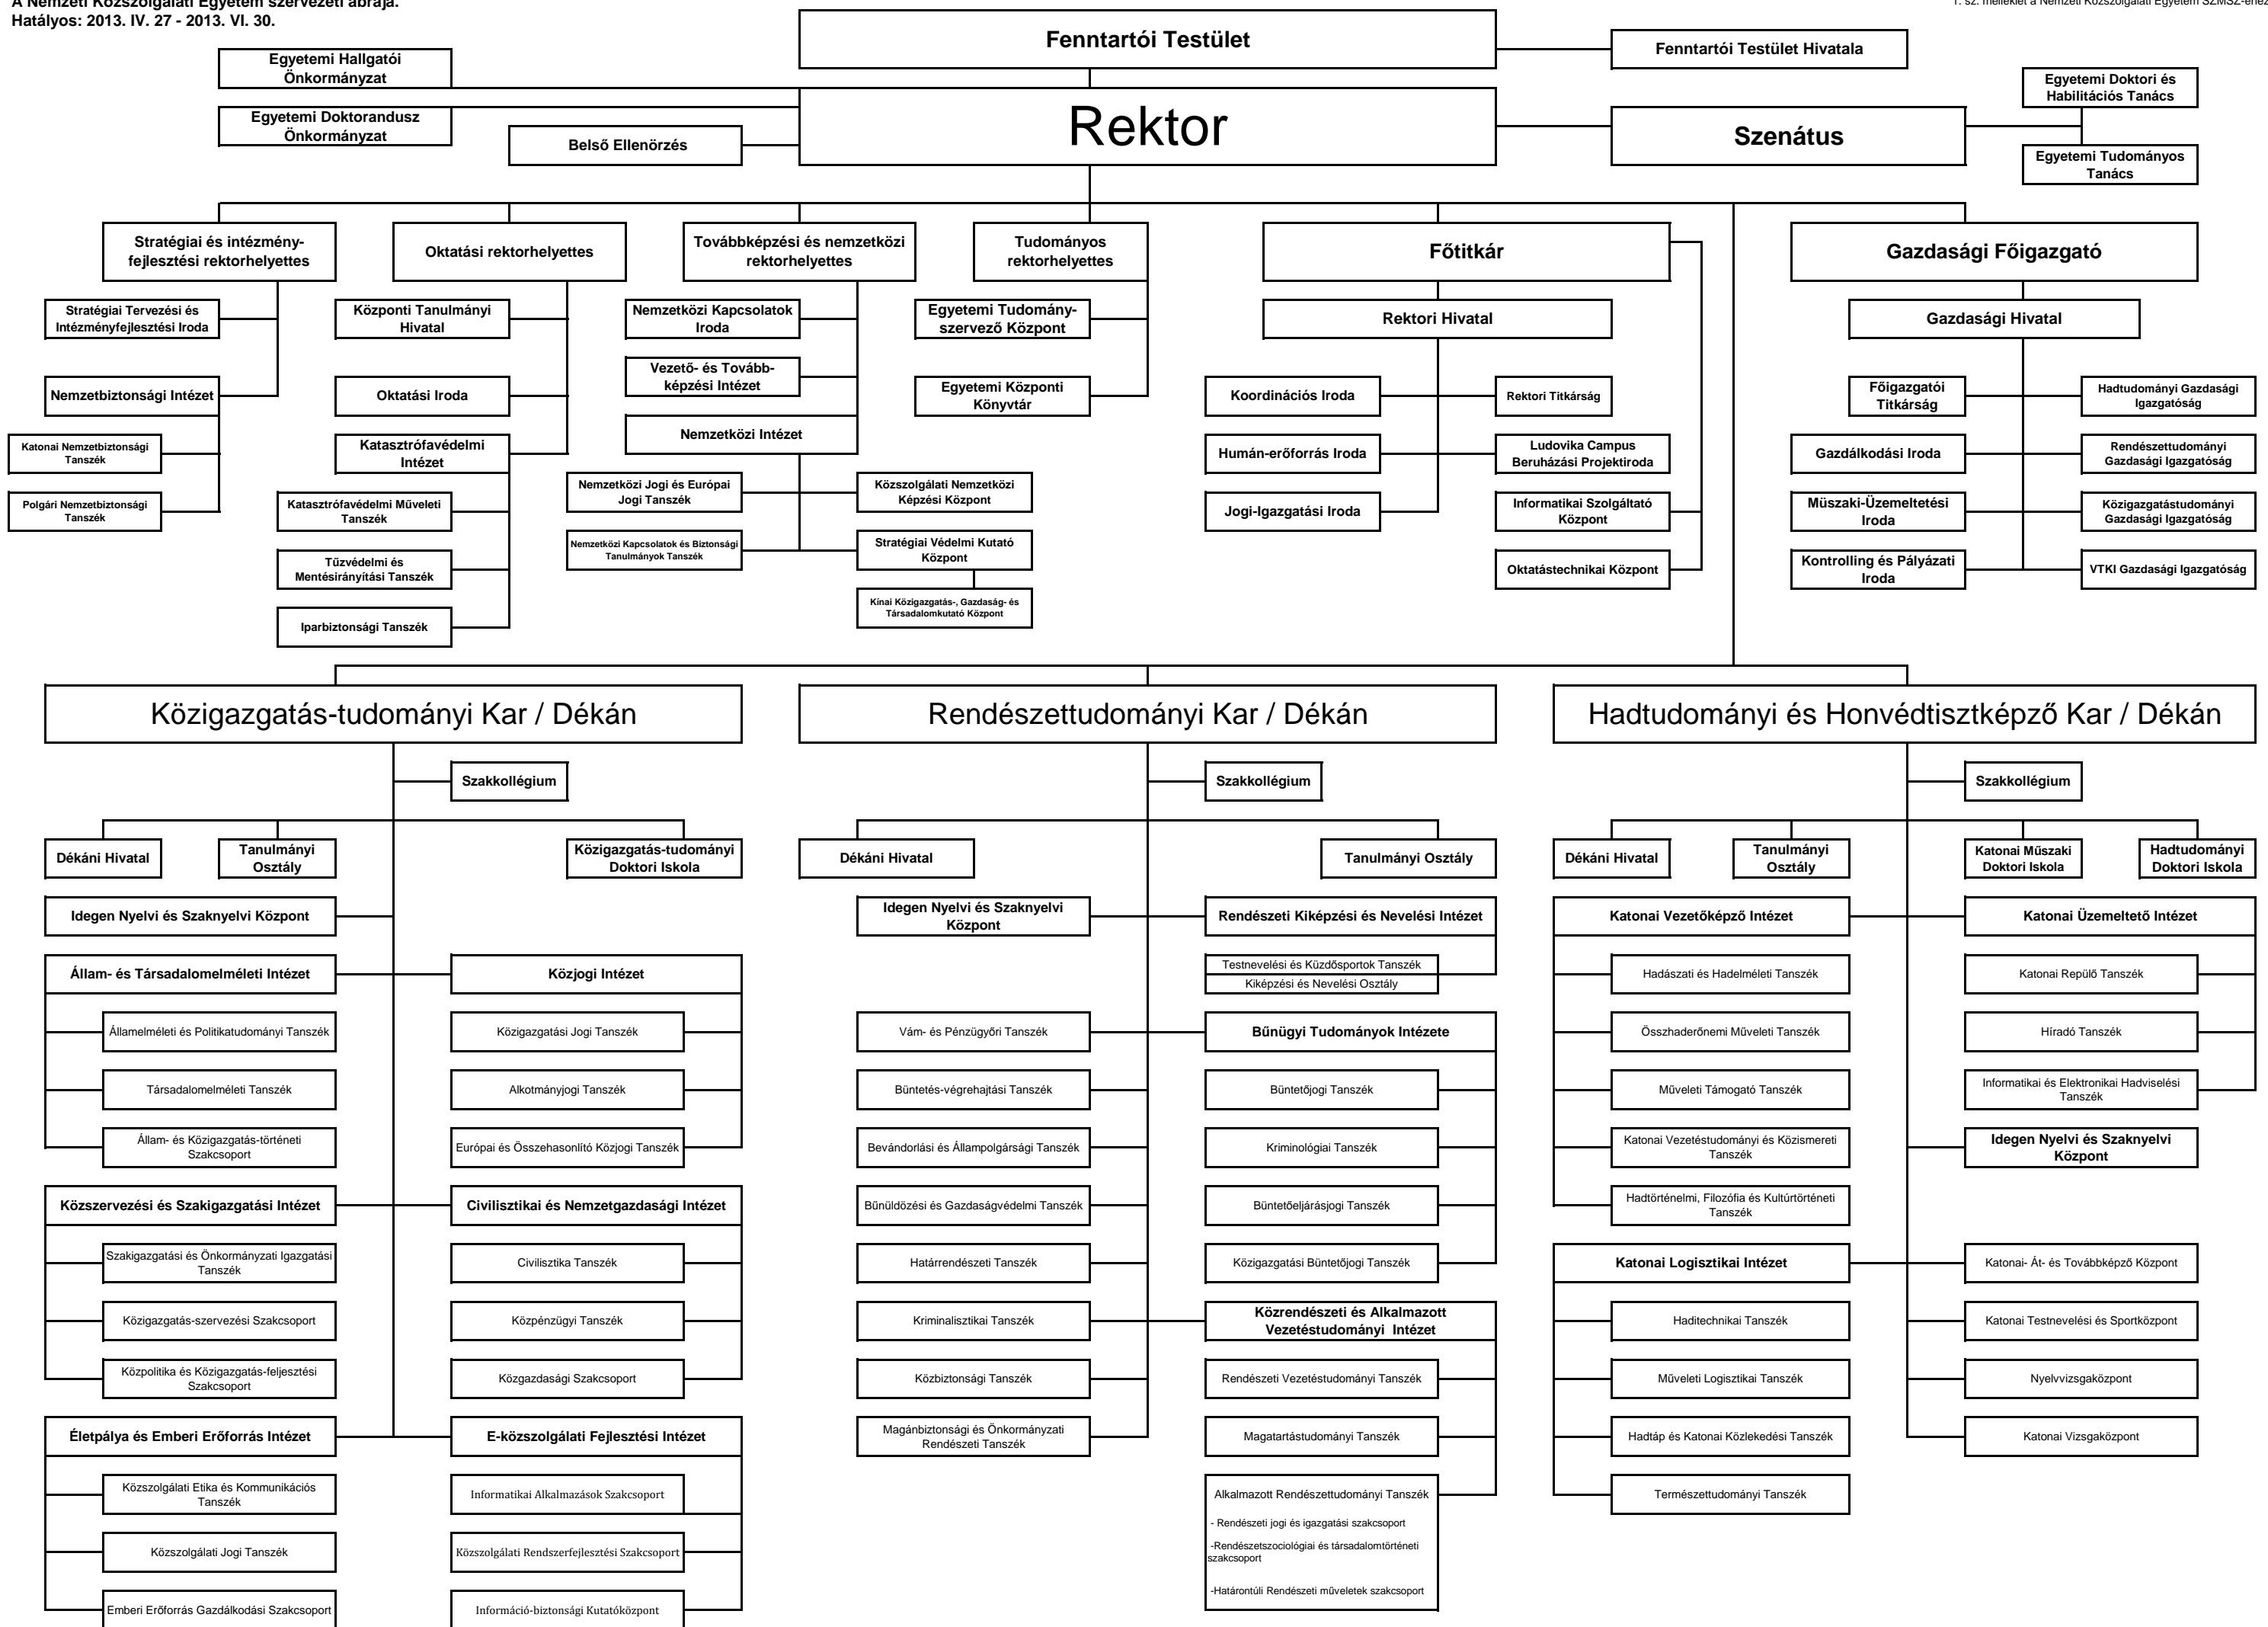 A Nemzeti Közszolgálati Egyetem szervezeti ábrája.
Hatályos: 2013. IV. 27 - 2013. VI. 30.
1. sz. melléklet a Nemzeti Közszolgálati Egyetem SZMSZ-éhez
Fenntartói Testület
Fenntartói Testület Hivatala
Egyetemi Hallgatói
Önkormányzat
Egyetemi Doktorandusz
Önkormányzat
Belső Ellenörzés
Rektor
Szenátus
Egyetemi Doktori és
Habilitációs Tanács
Egyetemi Tudományos
Tanács
Stratégiai és intézmény-
fejlesztési rektorhelyettes
Oktatási rektorhelyettes
Továbbképzési és nemzetközi
rektorhelyettes
Tudományos
rektorhelyettes
Főtitkár
Gazdasági Főigazgató
Stratégiai Tervezési és
Intézményfejlesztési Iroda
Nemzetbiztonsági Intézet
Katonai Nemzetbiztonsági
Tanszék
Polgári Nemzetbiztonsági
Tanszék
Központi Tanulmányi
Hivatal
Oktatási Iroda
Katasztrófavédelmi
Intézet
Katasztrófavédelmi Műveleti
Tanszék
Tűzvédelmi és
Mentésirányítási Tanszék
Iparbiztonsági Tanszék
Nemzetközi Kapcsolatok
Iroda
Vezető- és Tovább-
képzési Intézet
Nemzetközi Intézet
Nemzetközi Jogi és Európai
Jogi Tanszék
Közszolgálati Nemzetközi
Képzési Központ
Nemzetközi Kapcsolatok és Biztonsági
Tanulmányok Tanszék
Stratégiai Védelmi Kutató
Központ
Kínai Közigazgatás-, Gazdaság- és
Társadalomkutató Központ
Egyetemi Tudomány-
szervező Központ
Egyetemi Központi
Könyvtár
Rektori Hivatal
Koordinációs Iroda
Rektori Titkárság
Humán-erőforrás Iroda
Ludovika Campus
Beruházási Projektiroda
Jogi-Igazgatási Iroda
Informatikai Szolgáltató
Központ
Oktatástechnikai Központ
Gazdasági Hivatal
Főigazgatói
Titkárság
Hadtudományi Gazdasági
Igazgatóság
Gazdálkodási Iroda
Rendészettudományi
Gazdasági Igazgatóság
Müszaki-Üzemeltetési
Iroda
Közigazgatástudományi
Gazdasági Igazgatóság
Kontrolling és Pályázati
Iroda
VTKI Gazdasági Igazgatóság
Közigazgatás-tudományi Kar / Dékán
Szakkollégium
Dékáni Hivatal
Tanulmányi
Osztály
Közigazgatás-tudományi
Doktori Iskola
Idegen Nyelvi és Szaknyelvi Központ
Állam- és Társadalomelméleti Intézet
Államelméleti és Politikatudományi Tanszék
Társadalomelméleti Tanszék
Állam- és Közigazgatás-történeti
Szakcsoport
Közjogi Intézet
Közigazgatási Jogi Tanszék
Alkotmányjogi Tanszék
Európai és Összehasonlító Közjogi Tanszék
Közszervezési és Szakigazgatási Intézet
Szakigazgatási és Önkormányzati Igazgatási
Tanszék
Közigazgatás-szervezési Szakcsoport
Közpolitika és Közigazgatás-feljesztési
Szakcsoport
Civilisztikai és Nemzetgazdasági Intézet
Civilisztika Tanszék
Közpénzügyi Tanszék
Közgazdasági Szakcsoport
Életpálya és Emberi Erőforrás Intézet
Közszolgálati Etika és Kommunikációs
Tanszék
Közszolgálati Jogi Tanszék
Emberi Erőforrás Gazdálkodási Szakcsoport
E-közszolgálati Fejlesztési Intézet
Informatikai Alkalmazások Szakcsoport
Közszolgálati Rendszerfejlesztési Szakcsoport
Információ-biztonsági Kutatóközpont
Rendészettudományi Kar / Dékán
Szakkollégium
Dékáni Hivatal
Tanulmányi Osztály
Idegen Nyelvi és Szaknyelvi
Központ
Rendészeti Kiképzési és Nevelési Intézet
Testnevelési és Küzdősportok Tanszék
Kiképzési és Nevelési Osztály
Vám- és Pénzügyőri Tanszék
Büntetés-végrehajtási Tanszék
Bevándorlási és Állampolgársági Tanszék
Bűnüldözési és Gazdaságvédelmi Tanszék
Határrendészeti Tanszék
Kriminalisztikai Tanszék
Közbiztonsági Tanszék
Magánbiztonsági és Önkormányzati
Rendészeti Tanszék
Bűnügyi Tudományok Intézete
Büntetőjogi Tanszék
Kriminológiai Tanszék
Büntetőeljárásjogi Tanszék
Közigazgatási Büntetőjogi Tanszék
Közrendészeti és Alkalmazott
Vezetéstudományi Intézet
Rendészeti Vezetéstudományi Tanszék
Magatartástudományi Tanszék
Alkalmazott Rendészettudományi Tanszék
- Rendészeti jogi és igazgatási szakcsoport
-Rendészetszociológiai és társadalomtörténeti
szakcsoport
-Határontúli Rendészeti műveletek szakcsoport
Hadtudományi és Honvédtisztképző Kar / Dékán
Szakkollégium
Dékáni Hivatal
Tanulmányi
Osztály
Katonai Műszaki
Doktori Iskola
Hadtudományi
Doktori Iskola
Katonai Vezetőképző Intézet
Hadászati és Hadelméleti Tanszék
Összhaderőnemi Műveleti Tanszék
Műveleti Támogató Tanszék
Katonai Vezetéstudományi és Közismereti
Tanszék
Hadtörténelmi, Filozófia és Kultúrtörténeti
Tanszék
Katonai Üzemeltető Intézet
Katonai Repülő Tanszék
Híradó Tanszék
Informatikai és Elektronikai Hadviselési
Tanszék
Idegen Nyelvi és Szaknyelvi
Központ
Katonai Logisztikai Intézet
Haditechnikai Tanszék
Műveleti Logisztikai Tanszék
Hadtáp és Katonai Közlekedési Tanszék
Természettudományi Tanszék
Katonai- Át- és Továbbképző Központ
Katonai Testnevelési és Sportközpont
Nyelvvizsgaközpont
Katonai Vizsgaközpont